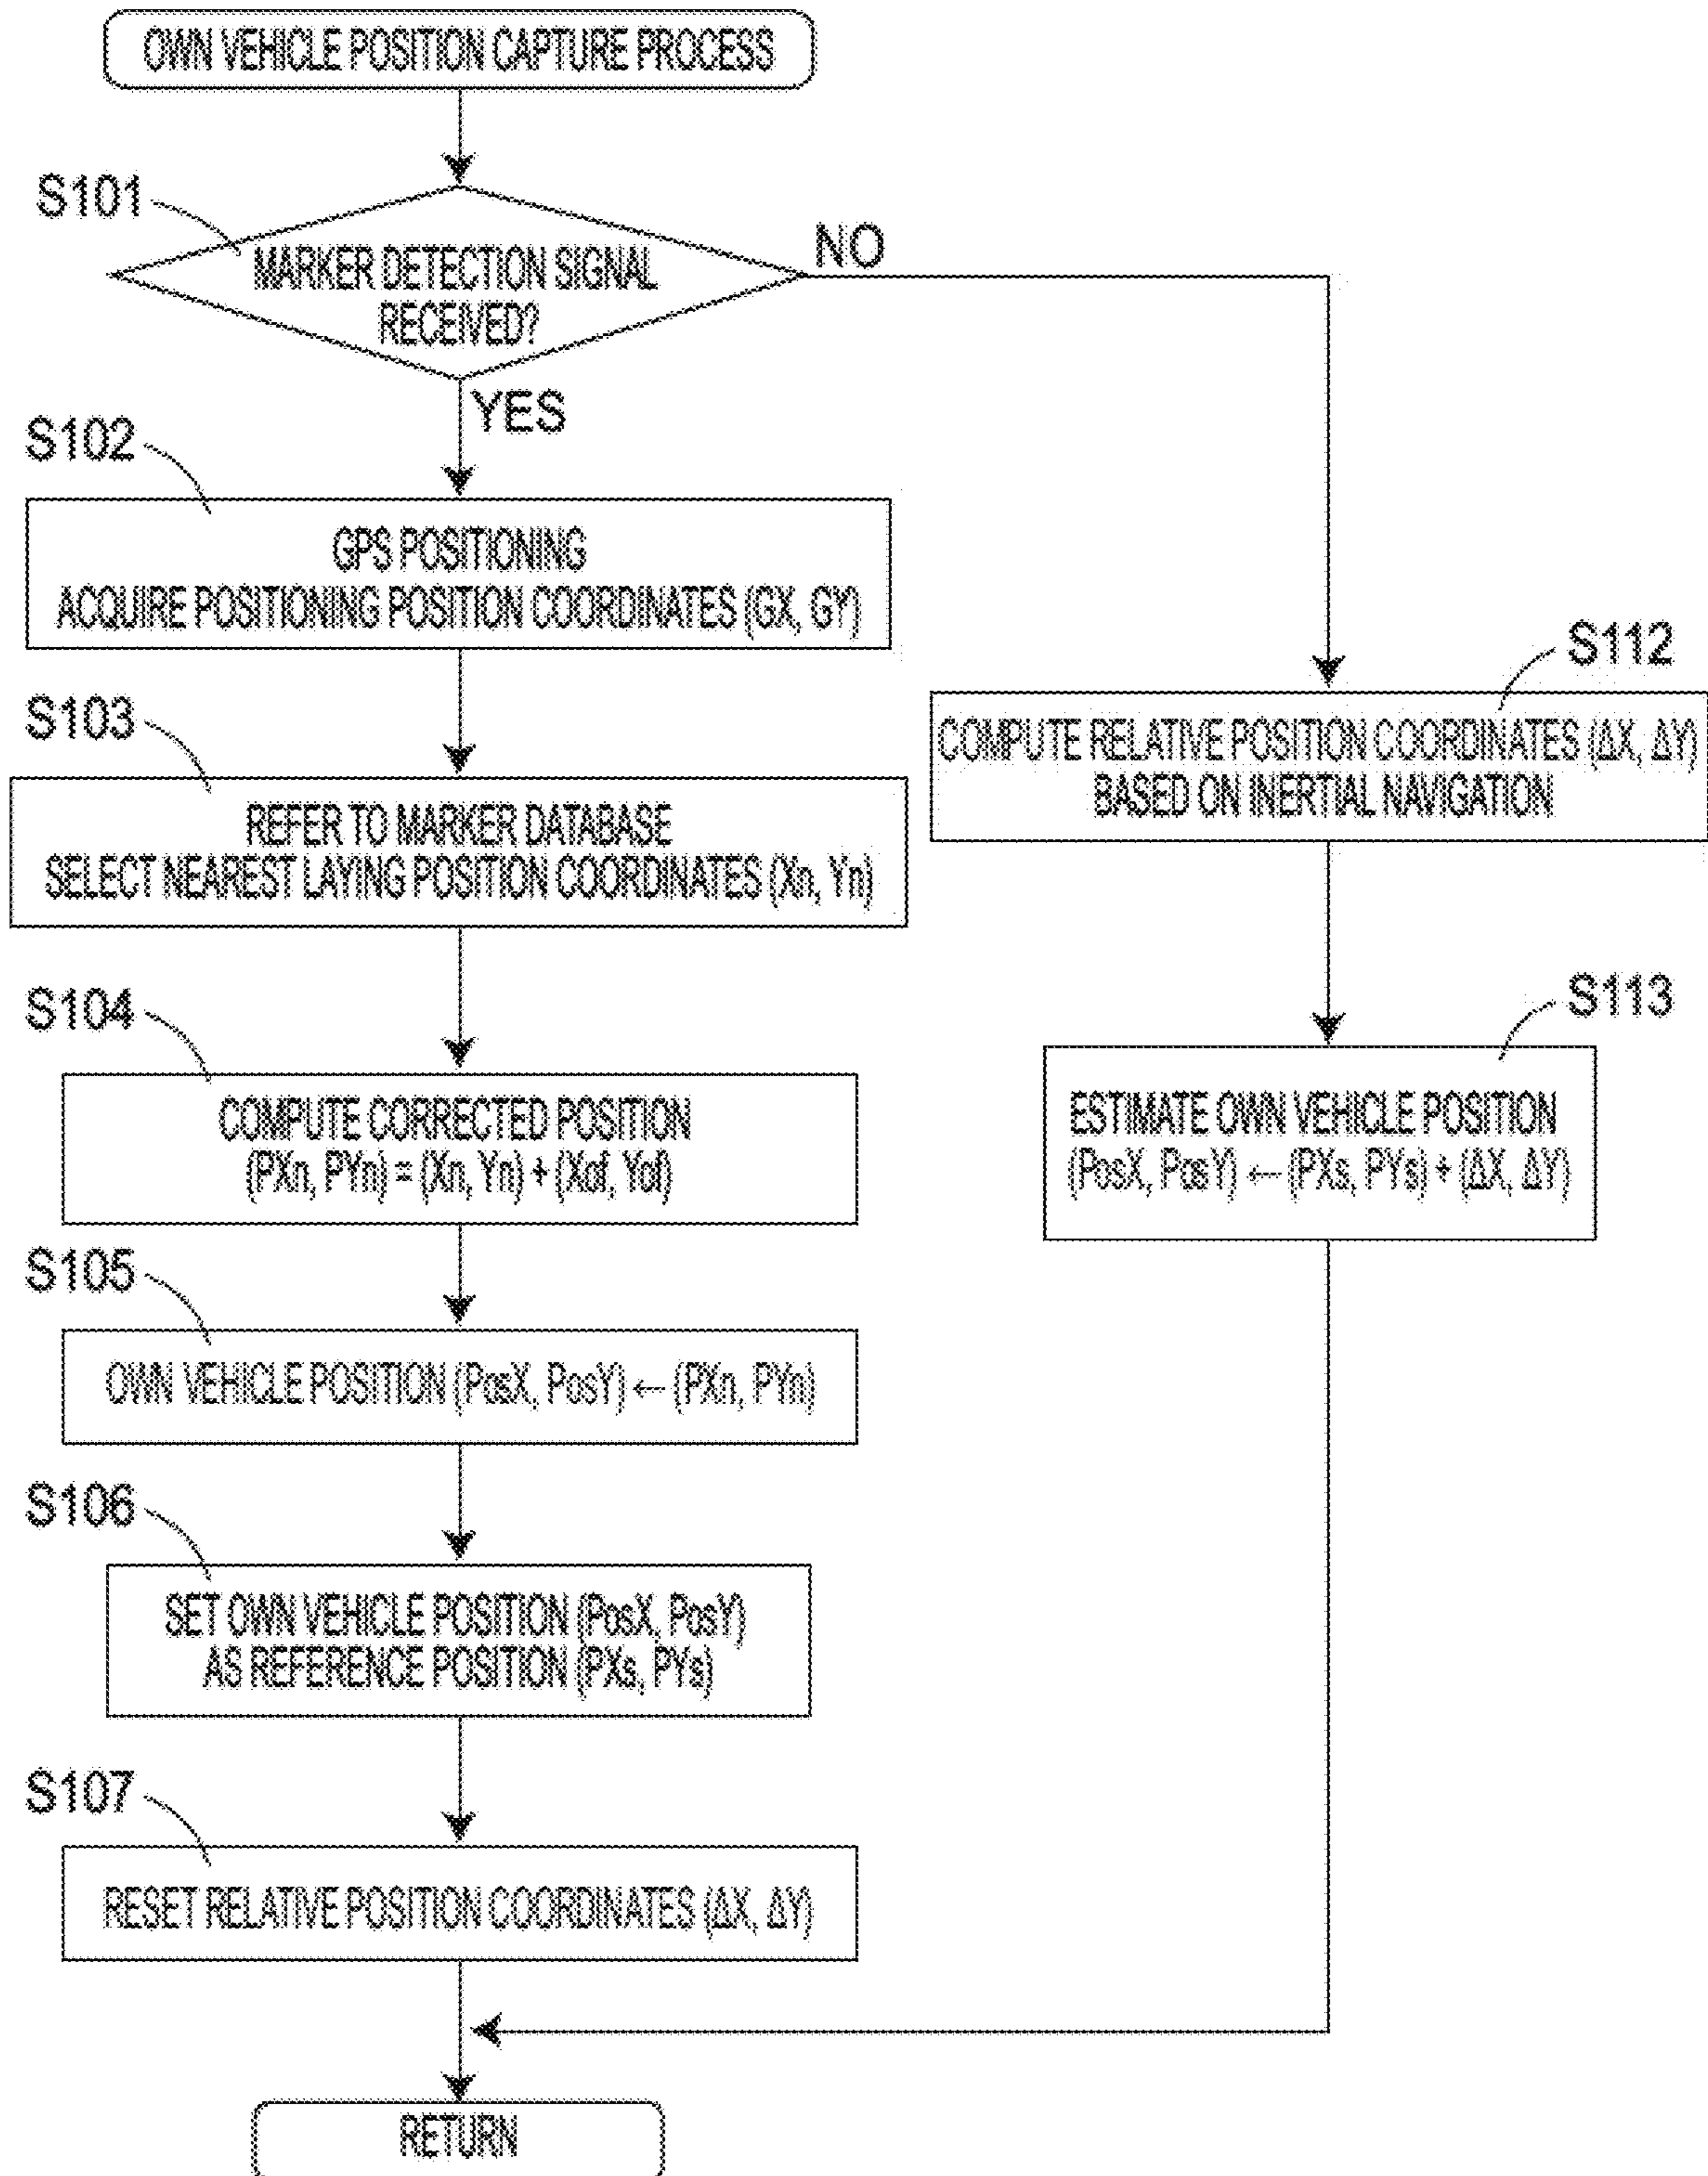 OWN VEHICLE POSITION CAPTURE PROCESS
S101
MARKER DETECTION SIGNAL
RECEIVED?
NO
YES
S102
GPS POSITIONING
ACQUIRE POSITIONING POSITION COORDINATES (GX, GY)
S103
REFER TO MARKER DATABASE
SELECT NEAREST LAYING POSITION COORDINATES (Xn, Yn)
S104
COMPUTE CORRECTED POSITION
(PXn, PYn) = (Xn, Yn) + (Xof, Yof)
S105
OWN VEHICLE POSITION (PosX, PosY) ← (PXn, PYn)
S106
SET OWN VEHICLE POSITION (PosX, PosY)
AS REFERENCE POSITION (PXs, PYs)
S107
RESET RELATIVE POSITION COORDINATES (ΔX, ΔY)
S112
COMPUTE RELATIVE POSITION COORDINATES (ΔX, ΔY)
BASED ON INERTIAL NAVIGATION
S113
ESTIMATE OWN VEHICLE POSITION
(PosX, PosY) ← (PXs, PYs) + (ΔX, ΔY)
RETURN